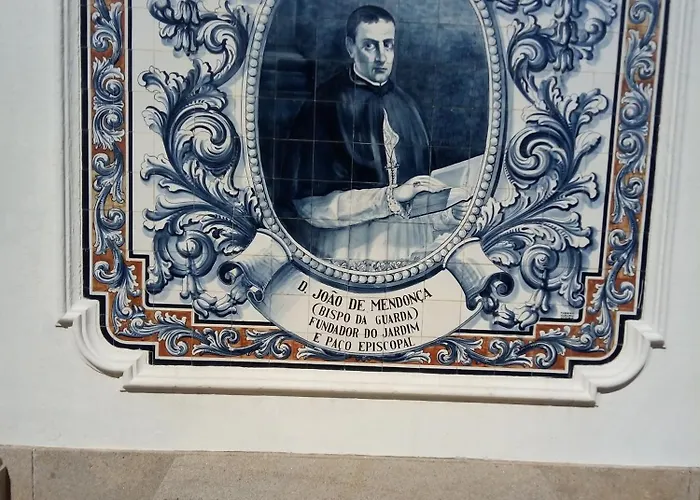 D. JOÃO DE MENDONÇA
(BISPO DA GUARDA)
FUNDADOR DO JARDIM
E PAÇO EPISCOPAL